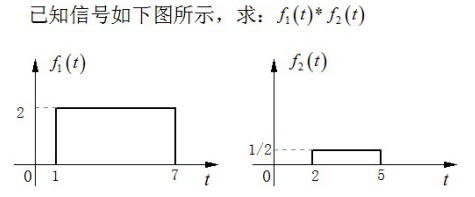 已知信号如下图所示，求：f₁(t)* f₂(t)
f₁(t)
f₂(t)
2
1/2
0 1 7 t
0 2 5 t